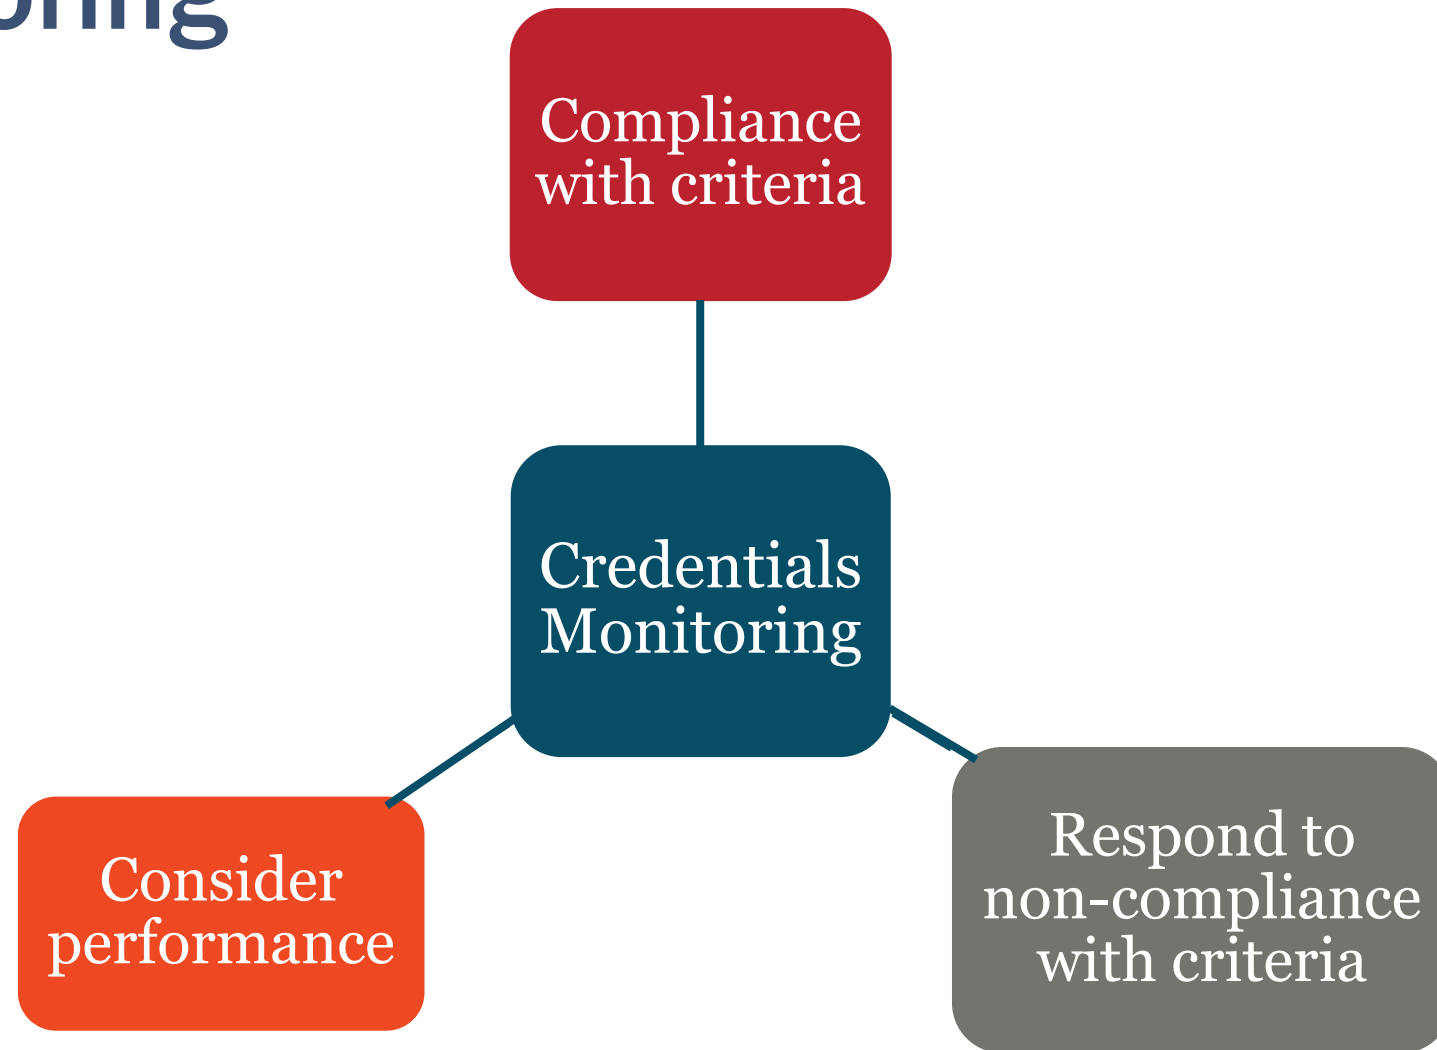 Compliance
with criteria
Credentials
Monitoring
Consider
performance
Respond to
non-compliance
with criteria